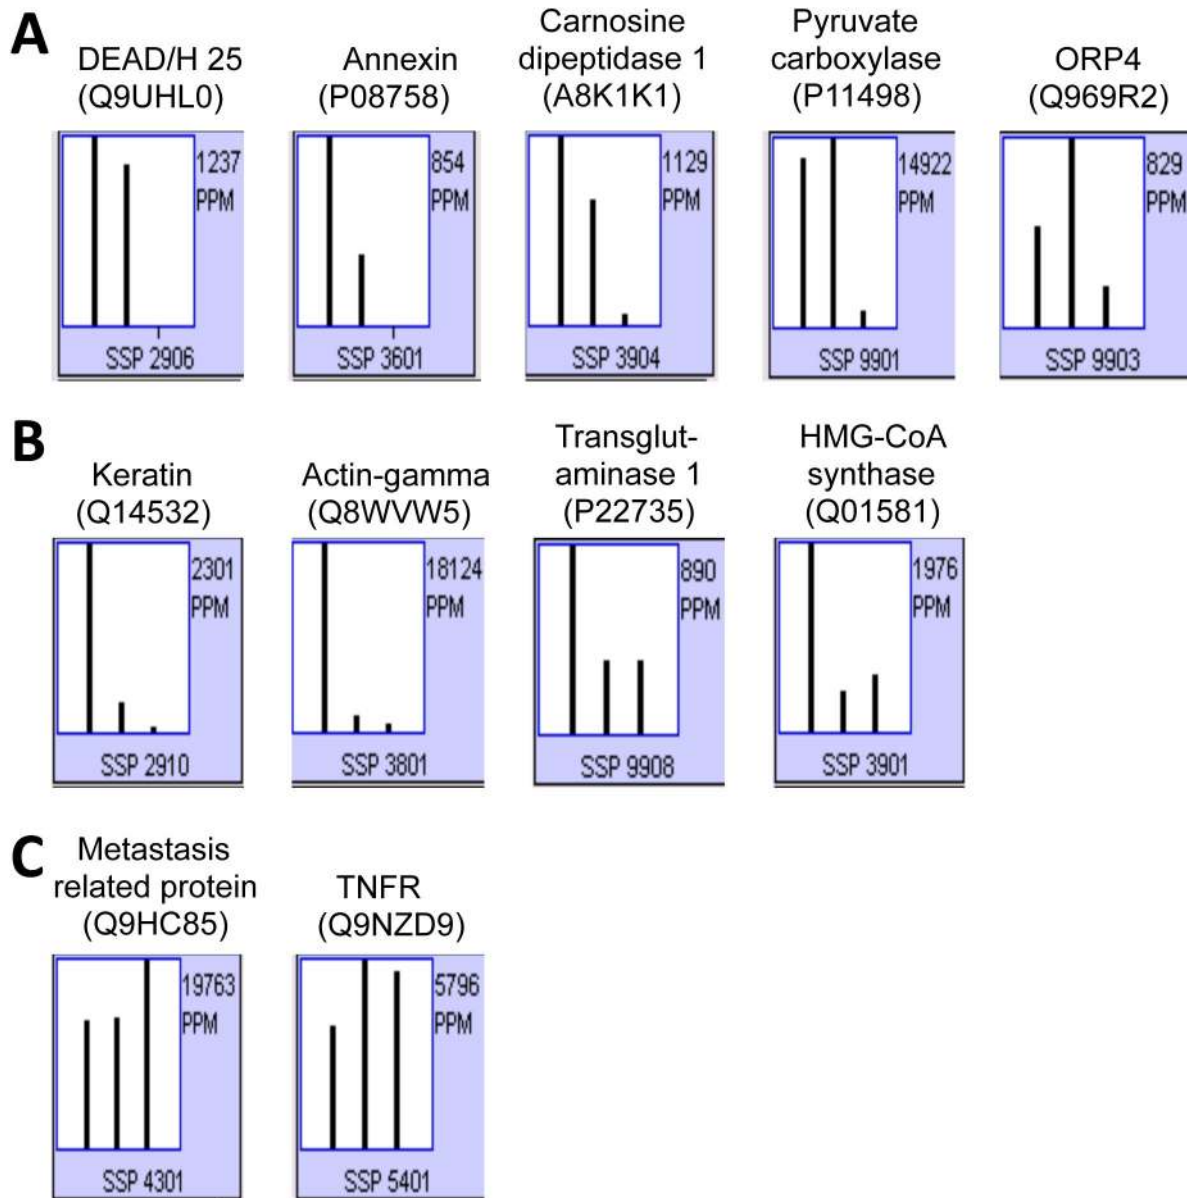 A
DEAD/H 25
(Q9UHL0)
Annexin
(P08758)
Carnosine
dipeptidase 1
(A8K1K1)
Pyruvate
carboxylase
(P11498)
ORP4
(Q969R2)
1237
PPM
SSP 2906
854
PPM
SSP 3601
1129
PPM
SSP 3904
14922
PPM
SSP 9901
829
PPM
SSP 9903
B
Keratin
(Q14532)
Actin-gamma
(Q8WVW5)
Transglut-
aminase 1
(P22735)
HMG-CoA
synthase
(Q01581)
2301
PPM
SSP 2910
18124
PPM
SSP 3801
890
PPM
SSP 9908
1976
PPM
SSP 3901
C
Metastasis
related protein
(Q9HC85)
TNFR
(Q9NZD9)
19763
PPM
SSP 4301
5796
PPM
SSP 5401